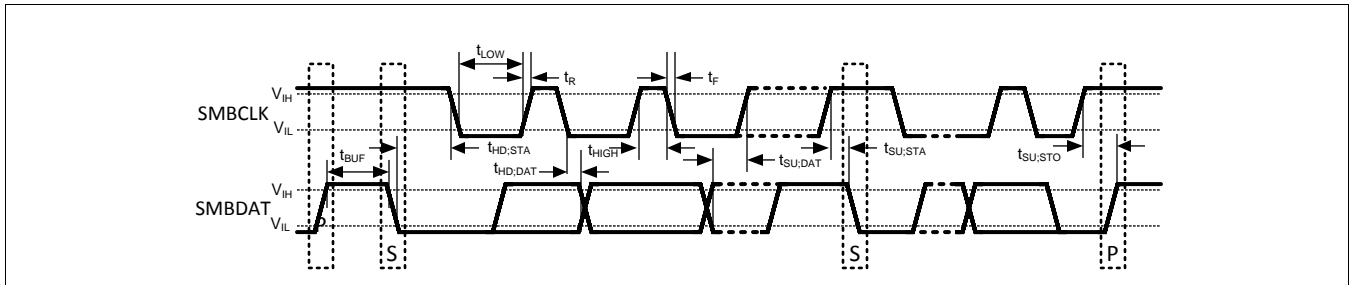 tLOW
tR
tF
VIH
SMBCLK
VIL
tHD;STA
tHIGH
tSU;DAT
tSU;STA
tSU;STO
tBUF
tHD;DAT
VIH
SMBDAT
VIL
P
S
S
P